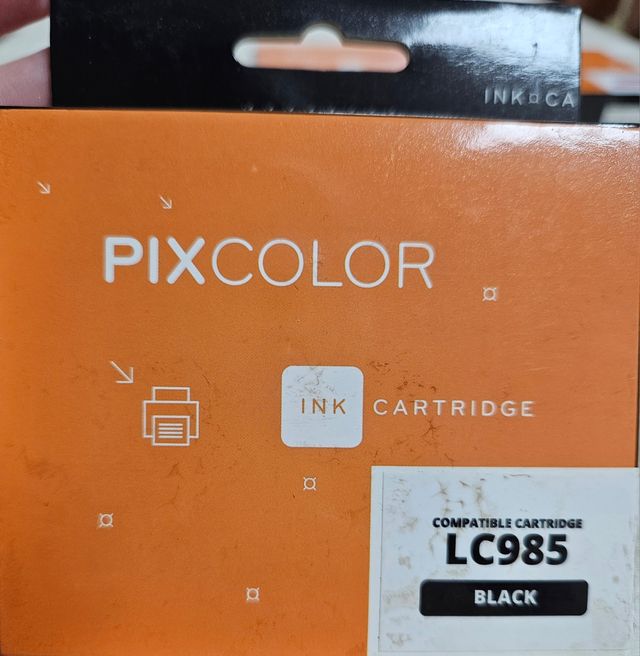 INK¤CA
PIXCOLOR
INK CARTRIDGE
COMPATIBLE CARTRIDGE
LC985
BLACK